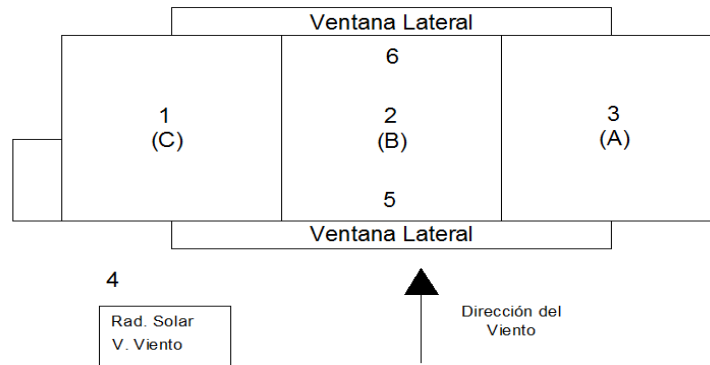 Ventana Lateral
6
1
(C)
2
(B)
3
(A)
5
Ventana Lateral
4
Rad. Solar
V. Viento
Dirección del
Viento